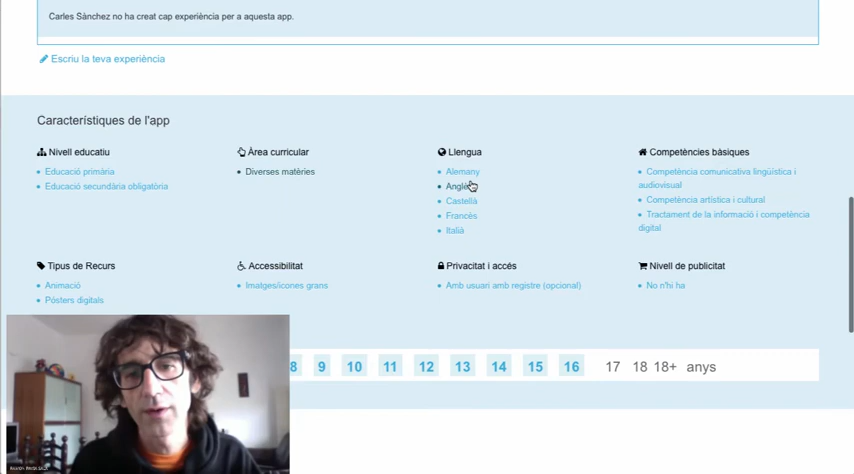 Carles Sànchez no ha creat cap experiència per a aquesta app.
Escriu la teva experiència
Característiques de l'app
Nivell educatiu
Educació primària
Educació secundària obligatòria
Àrea curricular
Diverses matèries
Llengua
Alemany
Anglès
Castellà
Francès
Italià
Competències bàsiques
Competència comunicativa lingüística i
audiovisual
Competència artística i cultural
Tractament de la informació i competència
digital
Tipus de Recurs
Animació
Pòsters digitals
Accessibilitat
Imatges/icones grans
Privacitat i accés
Amb usuari amb registre (opcional)
Nivell de publicitat
No n'hi ha
8 9 10 11 12 13 14 15 16 17 18 18+ anys